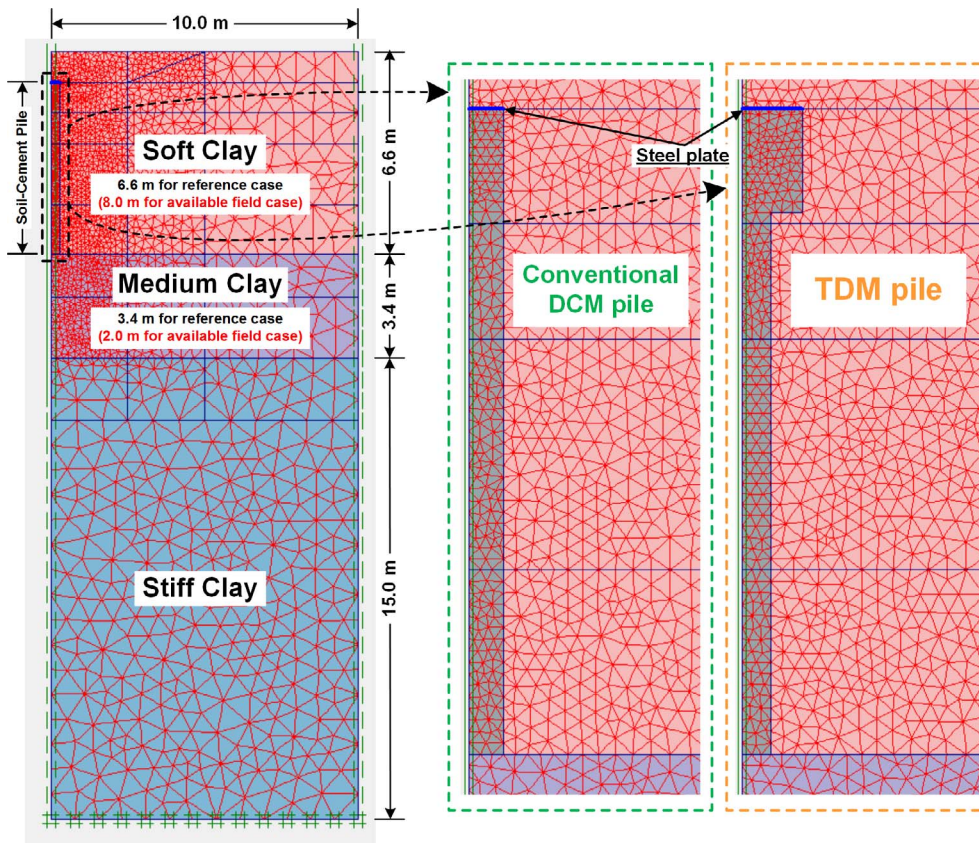 10.0 m
Soil-Cement Pile
Soft Clay
6.6 m for reference case
(8.0 m for available field case)
6.6 m
Medium Clay
3.4 m for reference case
(2.0 m for available field case)
3.4 m
Stiff Clay
15.0 m
Steel plate
Conventional
DCM pile
TDM pile